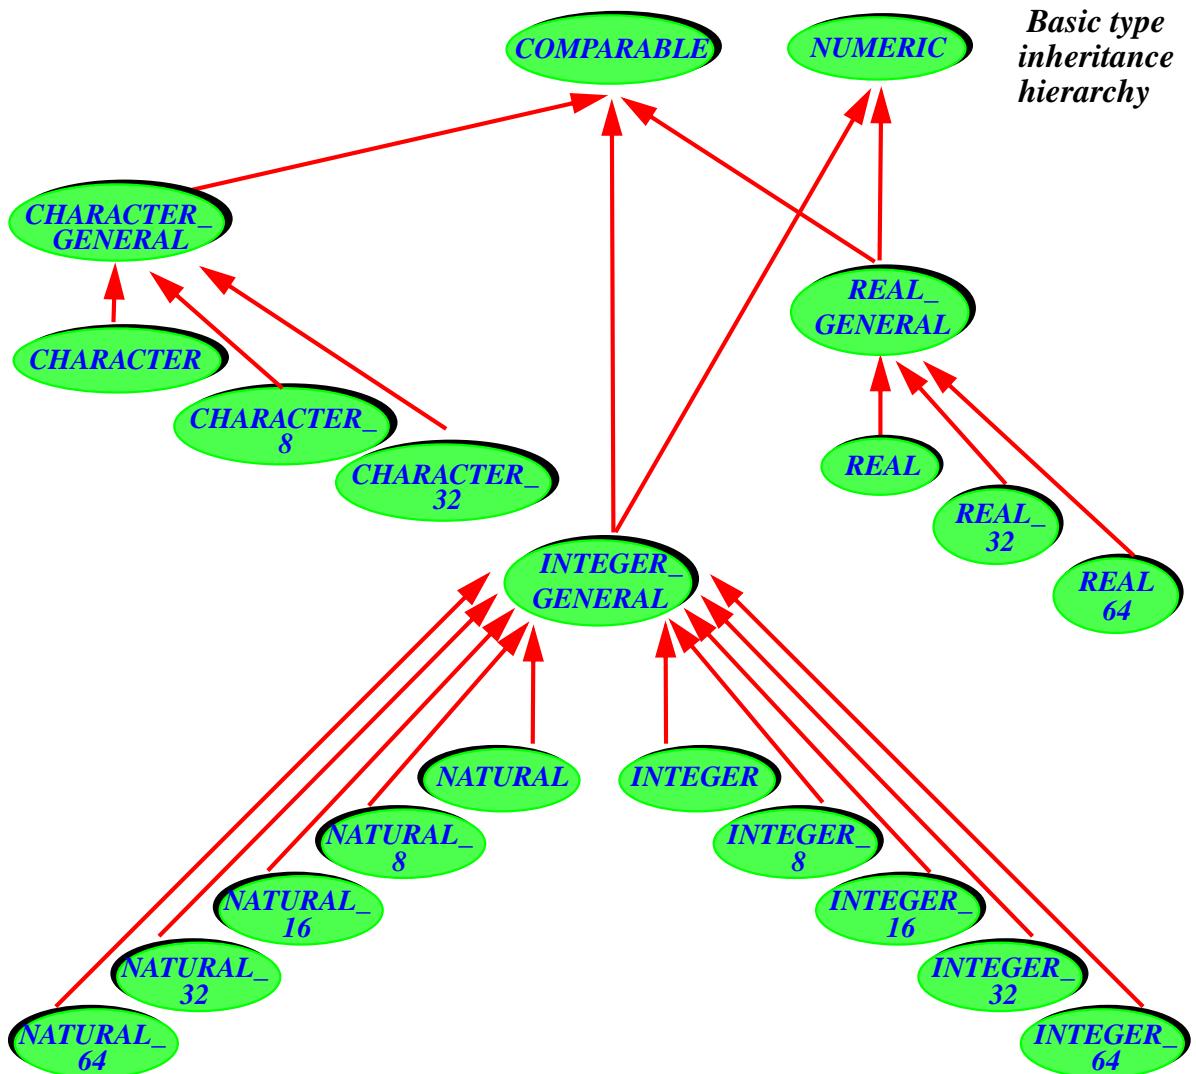 COMPARABLE
NUMERIC
Basic type
inheritance
hierarchy
CHARACTER_
GENERAL
REAL_
GENERAL
CHARACTER
CHARACTER_
8
CHARACTER_
32
REAL
REAL_
32
REAL
64
INTEGER_
GENERAL
NATURAL
INTEGER
NATURAL_
8
INTEGER_
8
NATURAL_
16
INTEGER_
16
NATURAL_
32
INTEGER_
32
NATURAL_
64
INTEGER_
64